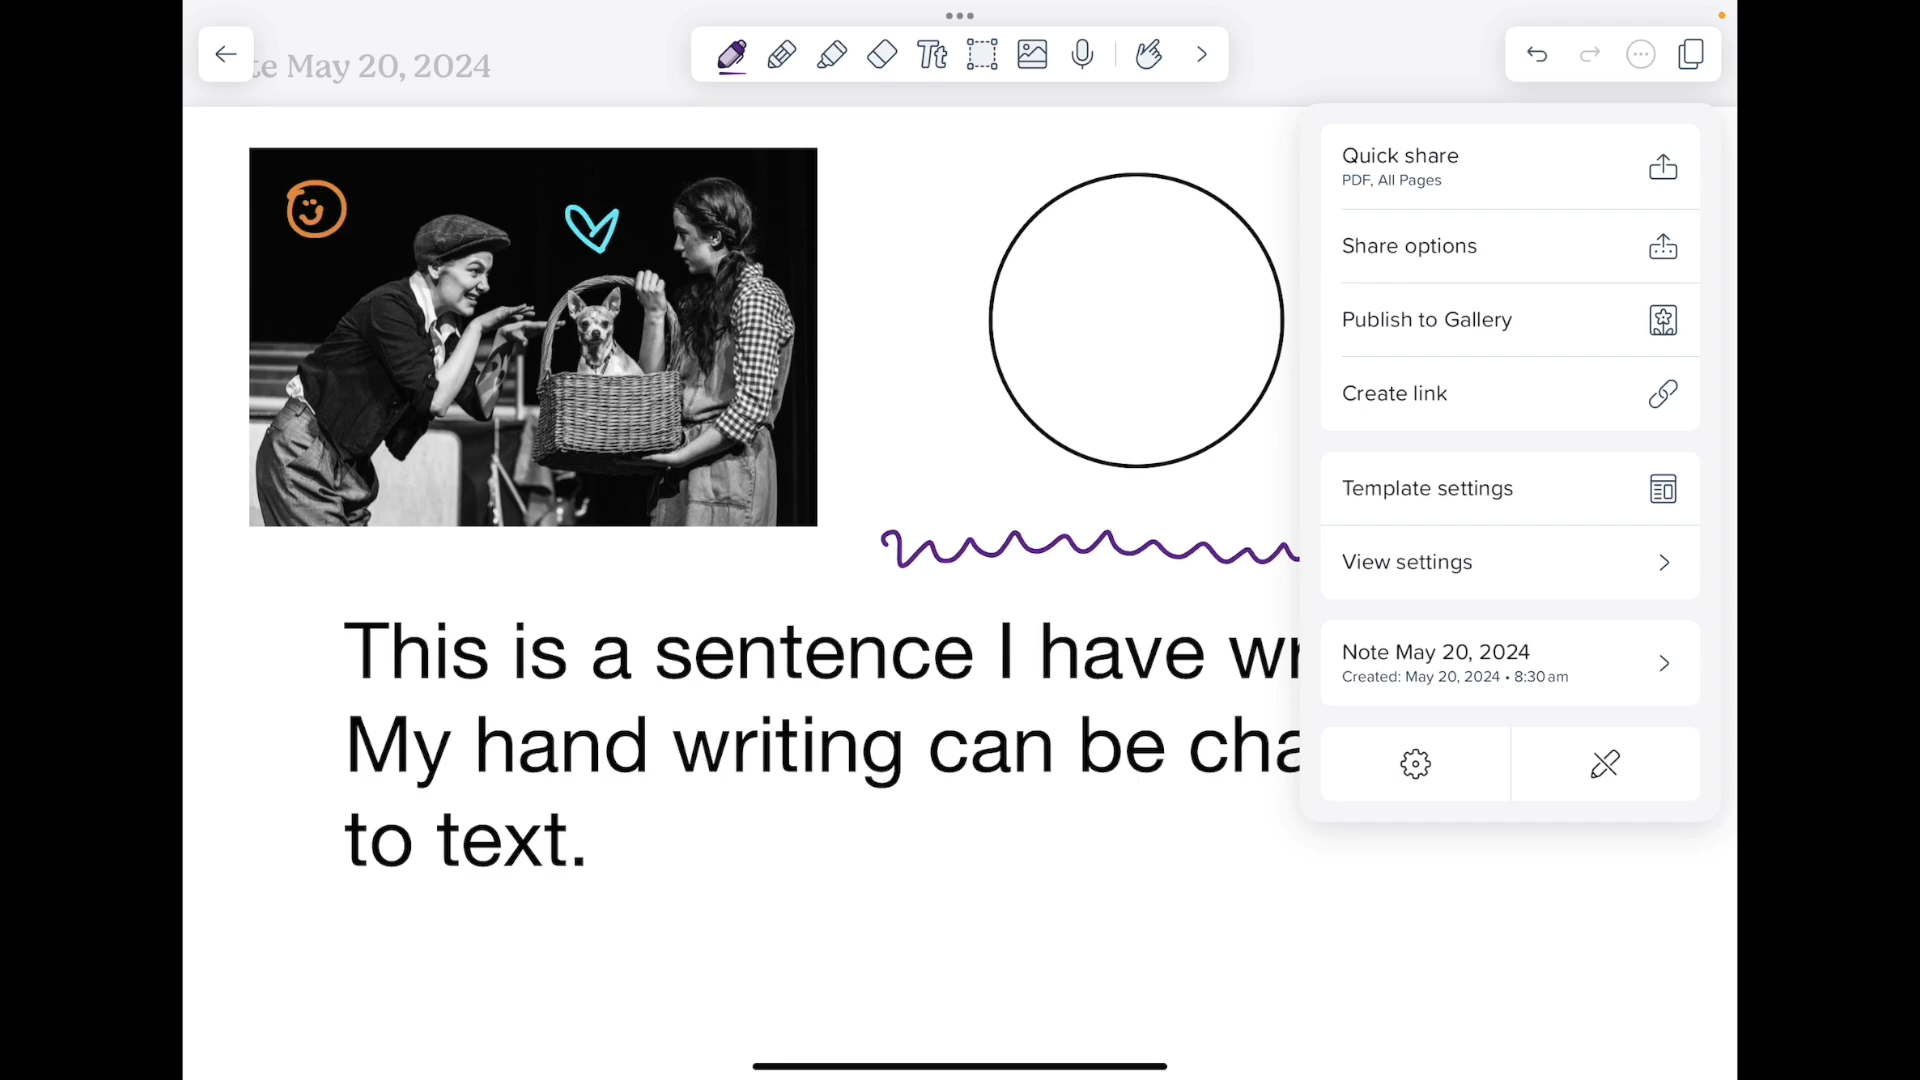 te May 20, 2024
Tt
Quick share
PDF, All Pages
Share options
Publish to Gallery
Create link
Template settings
View settings
Note May 20, 2024
Created: May 20, 2024 • 8:30 am
This is a sentence I have wr
My hand writing can be cha
to text.